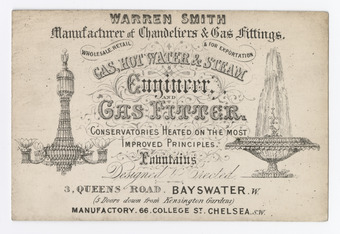 WARREN SMITH
Manufacturer of Chandeliers & Gas Fittings,
WHOLESALE, RETAIL & FOR EXPORTATION
GAS, HOT WATER & STEAM
Engineer,
AND
GAS-FITTER.
CONSERVATORIES HEATED ON THE MOST
IMPROVED PRINCIPLES.
Fountains
Designed & Erected
3, QUEENS' ROAD, BAYSWATER, W.
(5 Doors down from Kensington Gardens)
MANUFACTORY, 66, COLLEGE ST. CHELSEA, S.W.